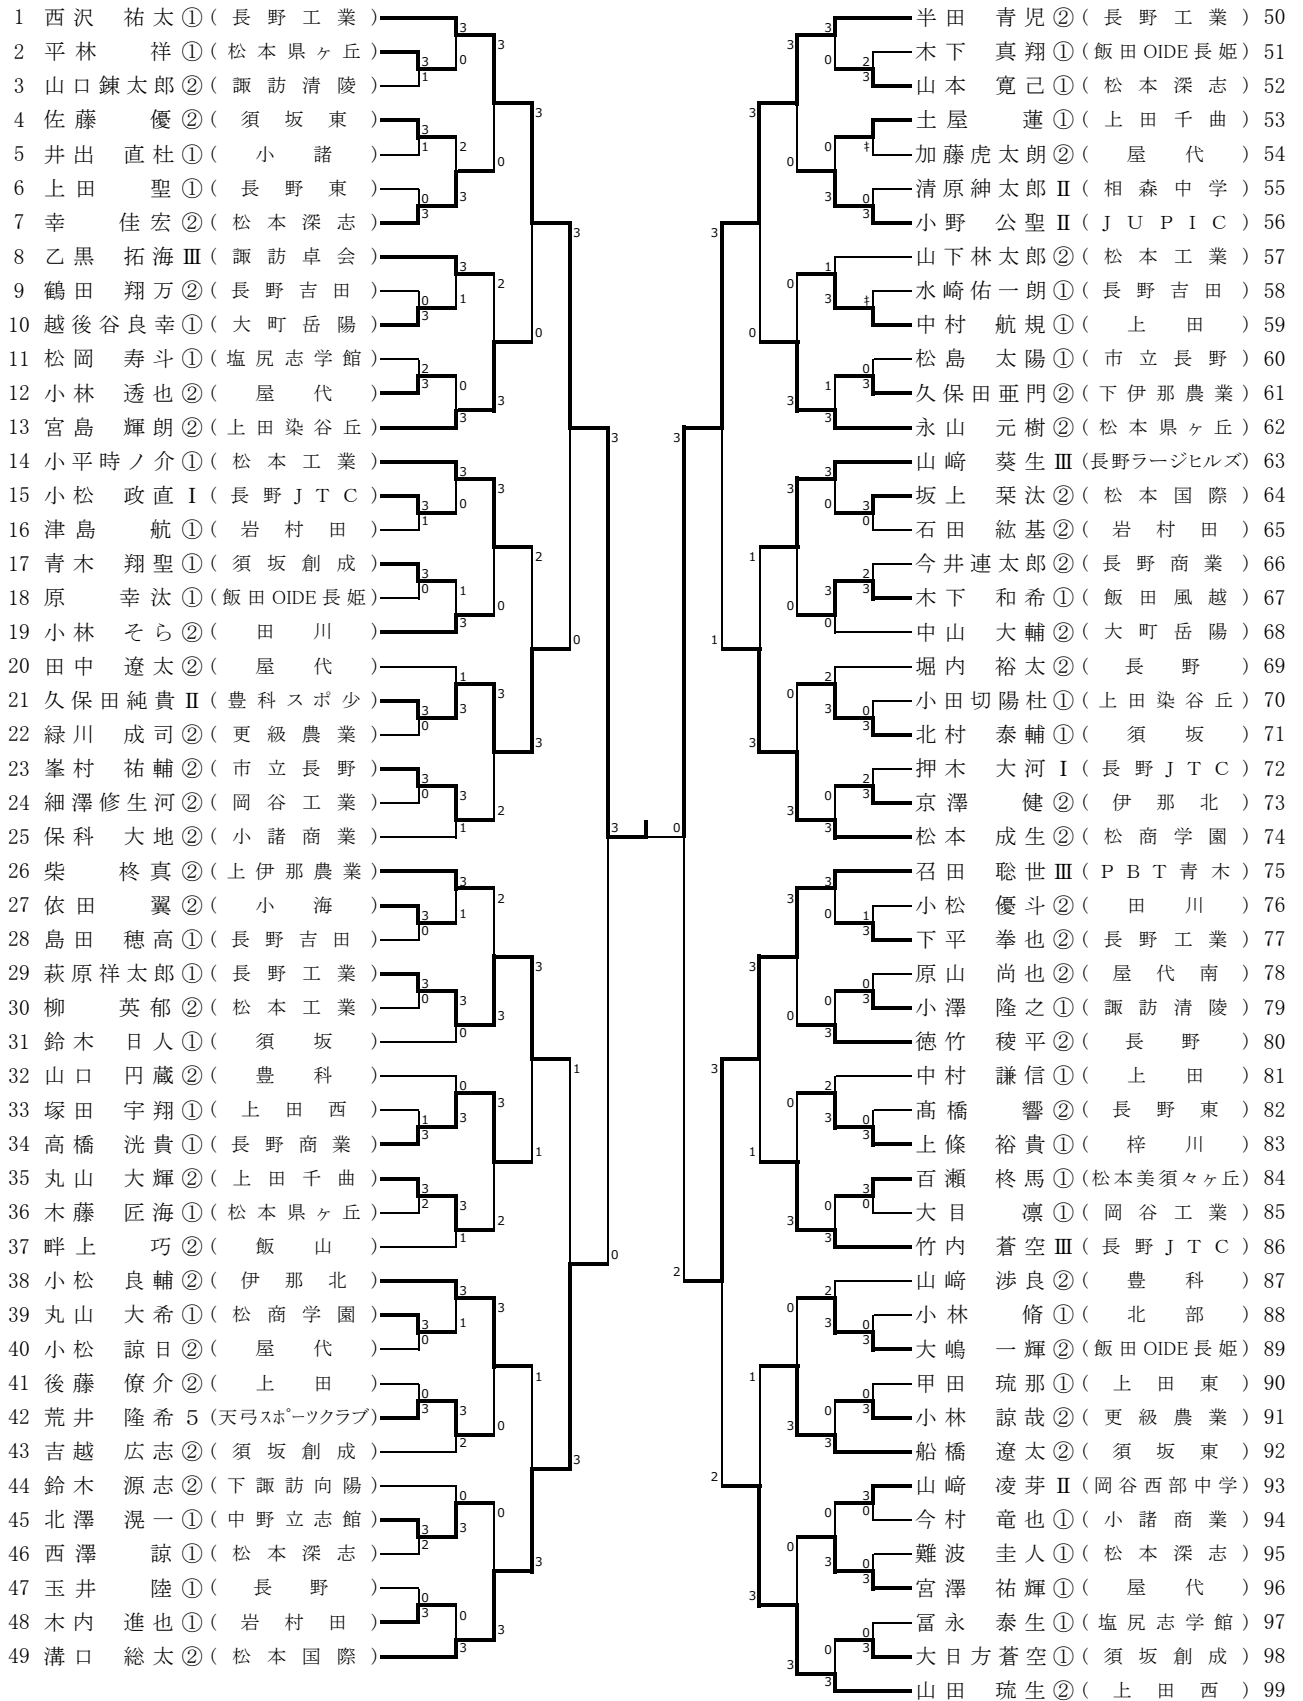 1 西沢 祐太①(長野工業)
2 平林 祥①(松本県ヶ丘)
3 山口錬太郎②(諏訪清陵)
4 佐藤 優②(須坂東)
5 井出 直杜①(小諸)
6 上田 聖①(長野東)
7 幸 佳宏②(松本深志)
8 乙黒 拓海Ⅲ(諏訪卓会)
9 鶴田 翔万②(長野吉田)
10 越後谷良幸①(大町岳陽)
11 松岡 寿斗①(塩尻志学館)
12 小林 透也②(屋代)
13 宮島 輝朗②(上田染谷丘)
14 小平時ノ介①(松本工業)
15 小松 政直Ⅰ(長野JTC)
16 津島 航①(岩村田)
17 青木 翔聖①(須坂創成)
18 原 幸汰①(飯田OIDE長姫)
19 小林 そら②(田川)
20 田中 遼太②(屋代)
21 久保田純貴Ⅱ(豊科スポ少)
22 緑川 成司②(更級農業)
23 峯村 祐輔②(市立長野)
24 細澤修生河②(岡谷工業)
25 保科 大地②(小諸商業)
26 柴 柊真②(上伊那農業)
27 依田 翼②(小海)
28 島田 穂高①(長野吉田)
29 萩原祥太郎①(長野工業)
30 柳 英郁②(松本工業)
31 鈴木 日人①(須坂)
32 山口 円蔵②(豊科)
33 塚田 宇翔①(上田西)
34 高橋 洸貴①(長野商業)
35 丸山 大輝②(上田千曲)
36 木藤 匠海①(松本県ヶ丘)
37 畔上 巧②(飯山)
38 小松 良輔②(伊那北)
39 丸山 大希①(松商学園)
40 小松 諒日②(屋代)
41 後藤 僚介②(上田)
42 荒井 隆希5(天弓スポーツクラブ)
43 吉越 広志②(須坂創成)
44 鈴木 源志②(下諏訪向陽)
45 北澤 滉一①(中野立志館)
46 西澤 諒①(松本深志)
47 玉井 陸①(長野)
48 木内 進也①(岩村田)
49 溝口 総太②(松本国際)
半田 青児②(長野工業) 50
木下 真翔①(飯田OIDE長姫) 51
山本 寛己①(松本深志) 52
土屋 蓮①(上田千曲) 53
加藤虎太朗②(屋代) 54
清原紳太郎Ⅱ(相森中学) 55
小野 公聖Ⅱ(JUPIC) 56
山下林太郎②(松本工業) 57
水崎佑一朗①(長野吉田) 58
中村 航規①(上田) 59
松島 太陽①(市立長野) 60
久保田亜門②(下伊那農業) 61
永山 元樹②(松本県ヶ丘) 62
山﨑 葵生Ⅲ(長野ラージヒルズ) 63
坂上 栞汰②(松本国際) 64
石田 紘基②(岩村田) 65
今井連太郎②(長野商業) 66
木下 和希①(飯田風越) 67
中山 大輔②(大町岳陽) 68
堀内 裕太②(長野) 69
小田切陽杜①(上田染谷丘) 70
北村 泰輔①(須坂) 71
押木 大河Ⅰ(長野JTC) 72
京澤 健②(伊那北) 73
松本 成生②(松商学園) 74
召田 聡世Ⅲ(PBT青木) 75
小松 優斗②(田川) 76
下平 拳也②(長野工業) 77
原山 尚也②(屋代南) 78
小澤 隆之①(諏訪清陵) 79
徳竹 稜平②(長野) 80
中村 謙信①(上田) 81
髙橋 響②(長野東) 82
上條 裕貴①(梓川) 83
百瀬 柊馬①(松本美須々ヶ丘) 84
大目 凛①(岡谷工業) 85
竹内 蒼空Ⅲ(長野JTC) 86
山﨑 渉良②(豊科) 87
小林 脩①(北部) 88
大嶋 一輝②(飯田OIDE長姫) 89
甲田 琉那①(上田東) 90
小林 諒哉②(更級農業) 91
船橋 遼太②(須坂東) 92
山﨑 凌芽Ⅱ(岡谷西部中学) 93
今村 竜也①(小諸商業) 94
難波 圭人①(松本深志) 95
宮澤 祐輝①(屋代) 96
冨永 泰生①(塩尻志学館) 97
大日方蒼空①(須坂創成) 98
山田 琉生②(上田西) 99